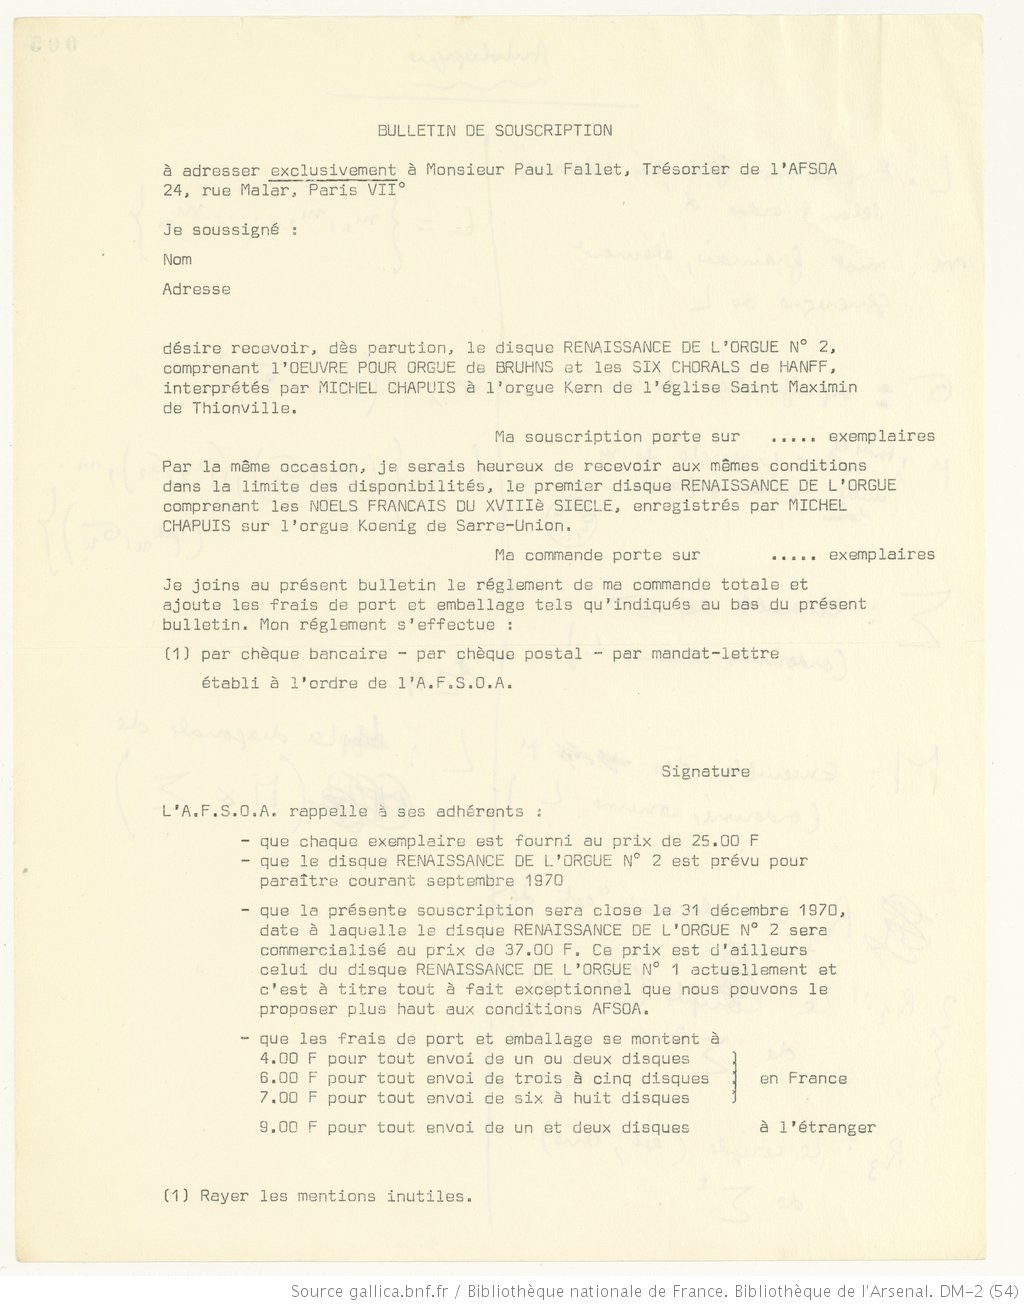 BULLETIN DE SOUSCRIPTION
à adresser exclusivement à Monsieur Paul Fallet, Trésorier de l'AFSOA
24, rue Malar, Paris VII°
Je soussigné :
Nom
Adresse
désire recevoir, dès parution, le disque RENAISSANCE DE L'ORGUE N° 2,
comprenant l'OEUVRE POUR ORGUE de BRUHNS et les SIX CHORALS de HANFF,
interprétés par MICHEL CHAPUIS à l'orgue Kern de l'église Saint Maximin
de Thionville.
Ma souscription porte sur ..... exemplaires
Par la même occasion, je serais heureux de recevoir aux mêmes conditions
dans la limite des disponibilités, le premier disque RENAISSANCE DE L'ORGUE
comprenant les NOELS FRANCAIS DU XVIIIè SIECLE, enregistrés par MICHEL
CHAPUIS sur l'orgue Koenig de Sarre-Union.
Ma commande porte sur ..... exemplaires
Je joins au présent bulletin le réglement de ma commande totale et
ajoute les frais de port et emballage tels qu'indiqués au bas du présent
bulletin. Mon réglement s'effectue :
(1) par chèque bancaire - par chèque postal - par mandat-lettre
établi à l'ordre de l'A.F.S.O.A.
Signature
L'A.F.S.O.A. rappelle à ses adhérents :
- que chaque exemplaire est fourni au prix de 25.00 F
- que le disque RENAISSANCE DE L'ORGUE N° 2 est prévu pour
paraître courant septembre 1970
- que la présente souscription sera close le 31 décembre 1970,
date à laquelle le disque RENAISSANCE DE L'ORGUE N° 2 sera
commercialisé au prix de 37.00 F. Ce prix est d'ailleurs
celui du disque RENAISSANCE DE L'ORGUE N° 1 actuellement et
c'est à titre tout à fait exceptionnel que nous pouvons le
proposer plus haut aux conditions AFSOA.
- que les frais de port et emballage se montent à
4.00 F pour tout envoi de un ou deux disques
6.00 F pour tout envoi de trois à cinq disques } en France
7.00 F pour tout envoi de six à huit disques
9.00 F pour tout envoi de un et deux disques à l'étranger
(1) Rayer les mentions inutiles.
Source gallica.bnf.fr / Bibliothèque nationale de France. Bibliothèque de l'Arsenal. DM-2 (54)